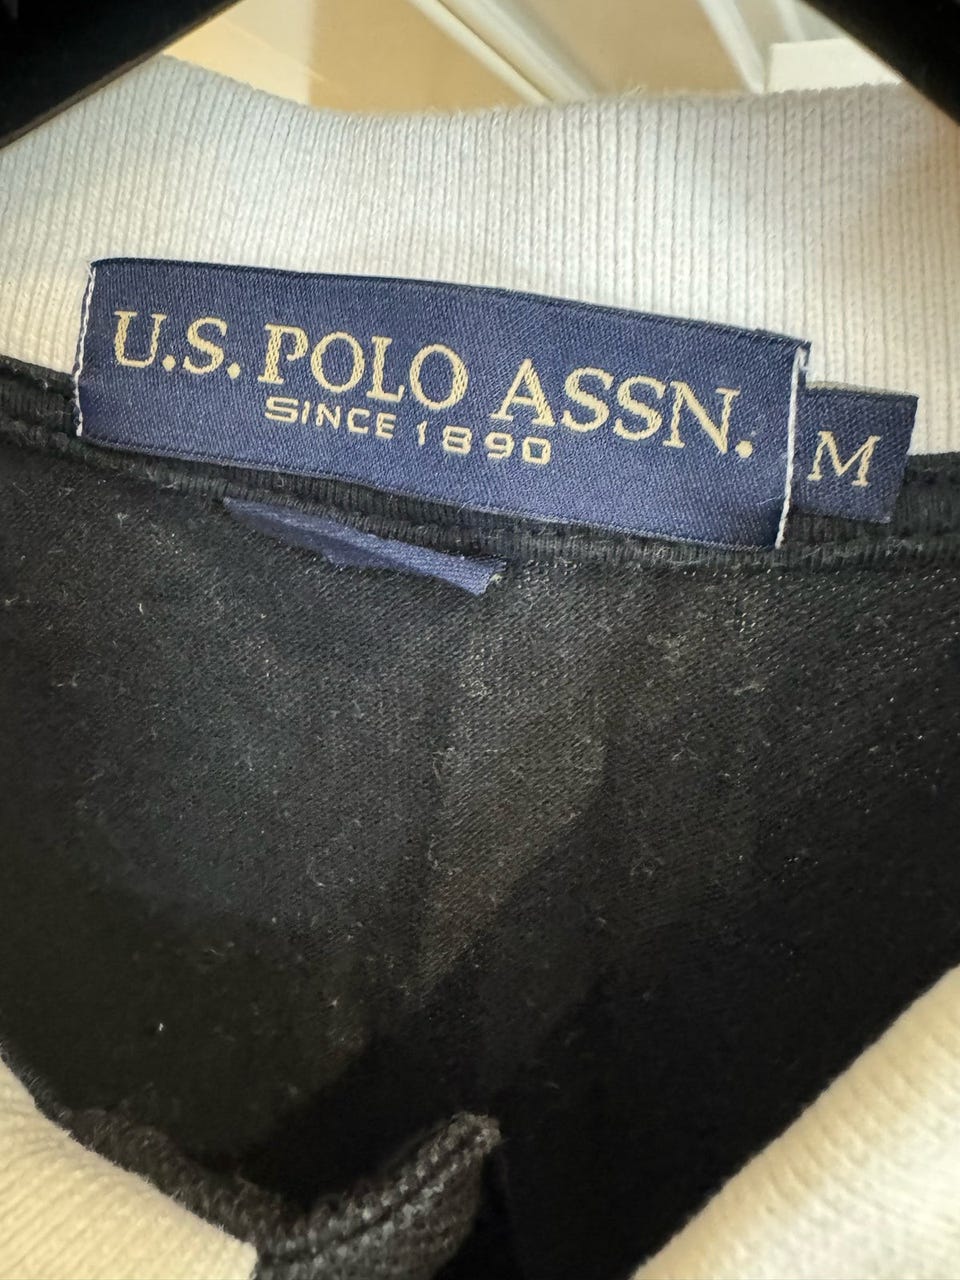 U.S. POLO ASSN.
SINCE 1890
M